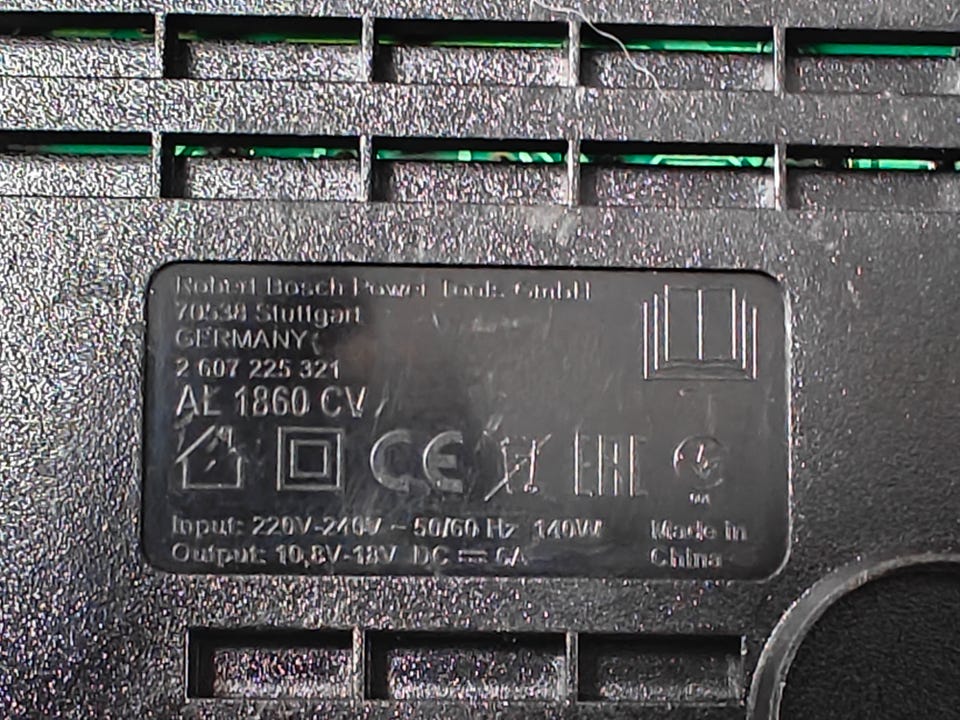 Robert Bosch Power Tools GmbH
70538 Stuttgart
GERMANY
2 607 225 321
AL 1860 CV
CE EAC
Input: 220V-240V ~ 50/60 Hz 140W
Output: 10,8V-18V DC ⎓ 6A
Made in
China